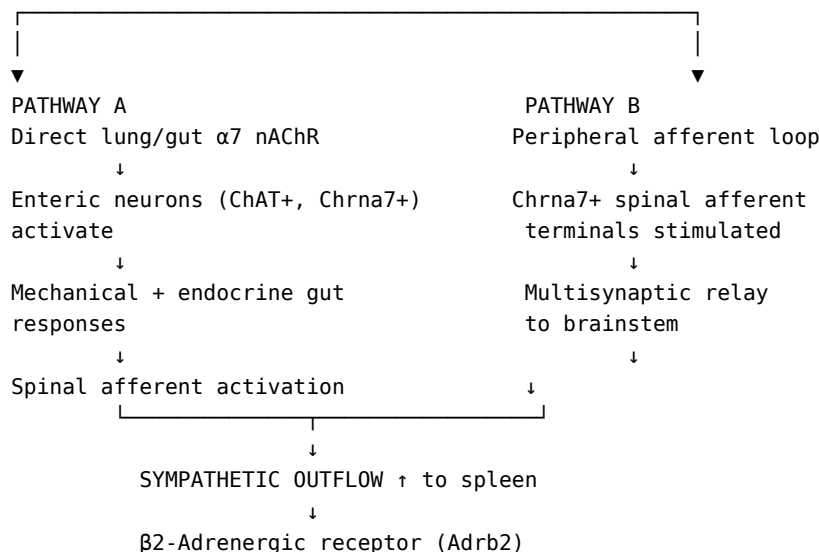 PATHWAY A PATHWAY B
Direct lung/gut α7 nAChR Peripheral afferent loop
↓ ↓
Enteric neurons (ChAT+, Chrna7+) Chrna7+ spinal afferent
activate terminals stimulated
↓ ↓
Mechanical + endocrine gut Multisynaptic relay
responses to brainstem
↓ ↓
Spinal afferent activation ↓
↓
SYMPATHETIC OUTFLOW ↑ to spleen
↓
β2-Adrenergic receptor (Adrb2)